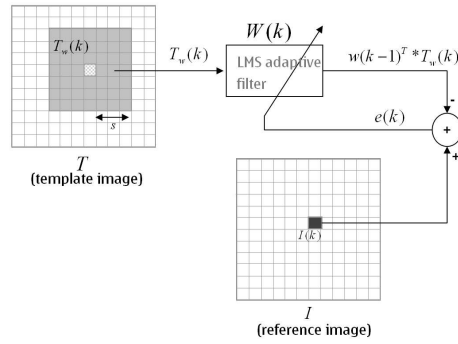 T_w(k)
s
T
(template image)
T_w(k)
W(k)
LMS adaptive
filter
w(k−1)^T *T_w(k)
-
e(k)
+
+
I(k)
I
(reference image)